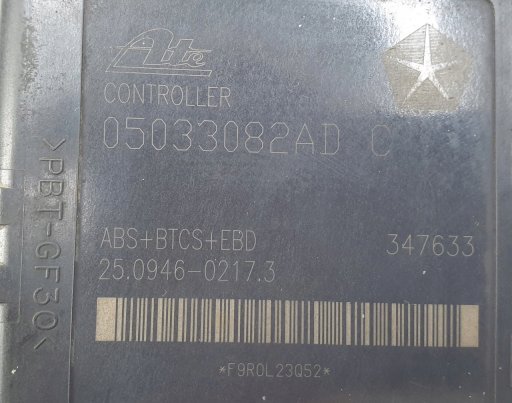 Ate
CONTROLLER
05033082AD C
ABS+BTCS+EBD 347633
25.0946-0217.3
*F9R0L23Q52*
>PBT-GF30<